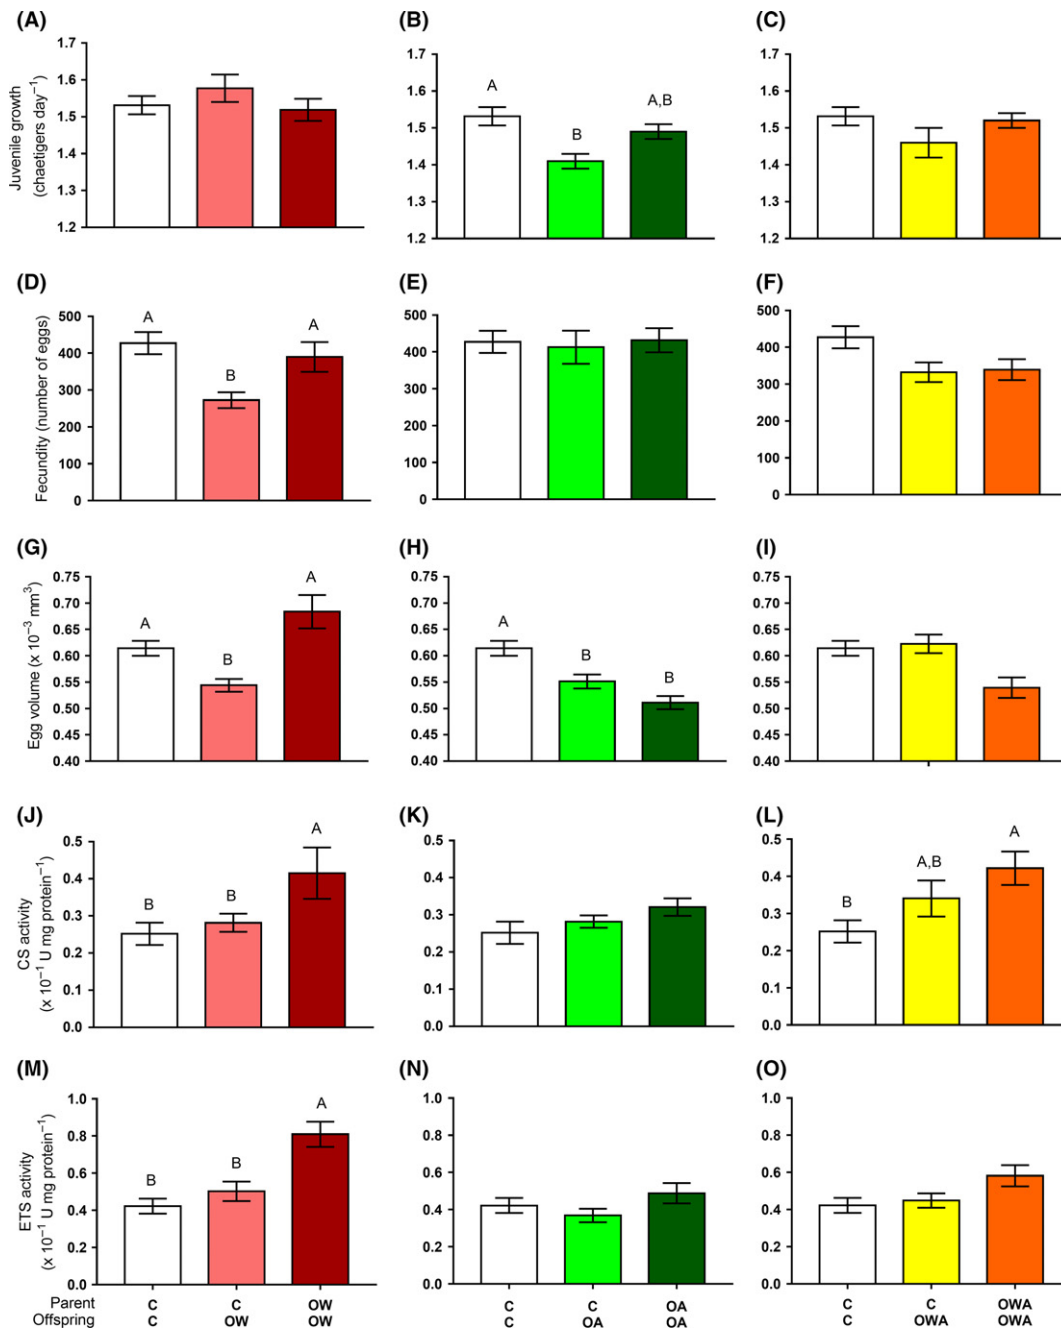 (A)
Juvenile growth
(chaetigers day⁻¹)
1.7
1.6
1.5
1.4
1.3
1.2
(B)
1.7
1.6
1.5
1.4
1.3
1.2
A
B
A,B
(C)
1.7
1.6
1.5
1.4
1.3
1.2
(D)
Fecundity (number of eggs)
500
400
300
200
100
0
A
B
A
(E)
500
400
300
200
100
0
(F)
500
400
300
200
100
0
(G)
Egg volume (x 10⁻³ mm³)
0.75
0.70
0.65
0.60
0.55
0.50
0.45
0.40
A
B
A
(H)
0.75
0.70
0.65
0.60
0.55
0.50
0.45
0.40
A
B
B
(I)
0.75
0.70
0.65
0.60
0.55
0.50
0.45
0.40
(J)
CS activity
(x 10⁻¹ U mg protein⁻¹)
0.5
0.4
0.3
0.2
0.1
0.0
B
B
A
(K)
0.5
0.4
0.3
0.2
0.1
0.0
(L)
0.5
0.4
0.3
0.2
0.1
0.0
B
A,B
A
(M)
ETS activity
(x 10⁻¹ U mg protein⁻¹)
1.0
0.8
0.6
0.4
0.2
0.0
B
B
A
(N)
1.0
0.8
0.6
0.4
0.2
0.0
(O)
1.0
0.8
0.6
0.4
0.2
0.0
Parent C C OW C C OA C C OWA
Offspring C OW OW C OA OA C OWA OWA